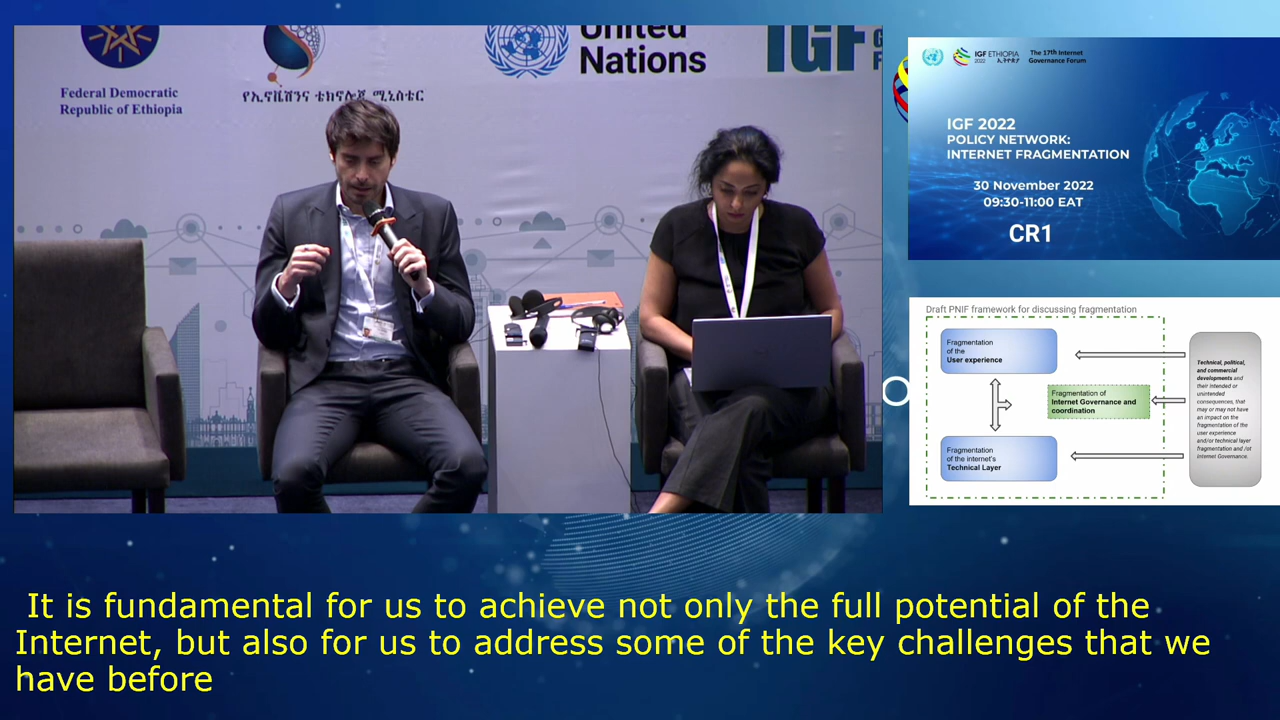 United
Nations
IGF
Federal Democratic
Republic of Ethiopia
የኢኖቬሽንና ቴክኖሎጂ ሚኒስቴር
IGF ETHIOPIA
2022 ኢትዮጵያ
The 17th Internet
Governance Forum
IGF 2022
POLICY NETWORK:
INTERNET FRAGMENTATION
30 November 2022
09:30-11:00 EAT
CR1
Draft PNIF framework for discussing fragmentation
Fragmentation
of the
User experience
Fragmentation of
Internet Governance and
coordination
Fragmentation
of the internet's
Technical Layer
Technical, political,
and commercial
developments and
their intended or
unintended
consequences, that
may or may not have
an impact on the
fragmentation of the
user experience
and/or technical layer
fragmentation and /or
Internet Governance.
It is fundamental for us to achieve not only the full potential of the
Internet, but also for us to address some of the key challenges that we
have before